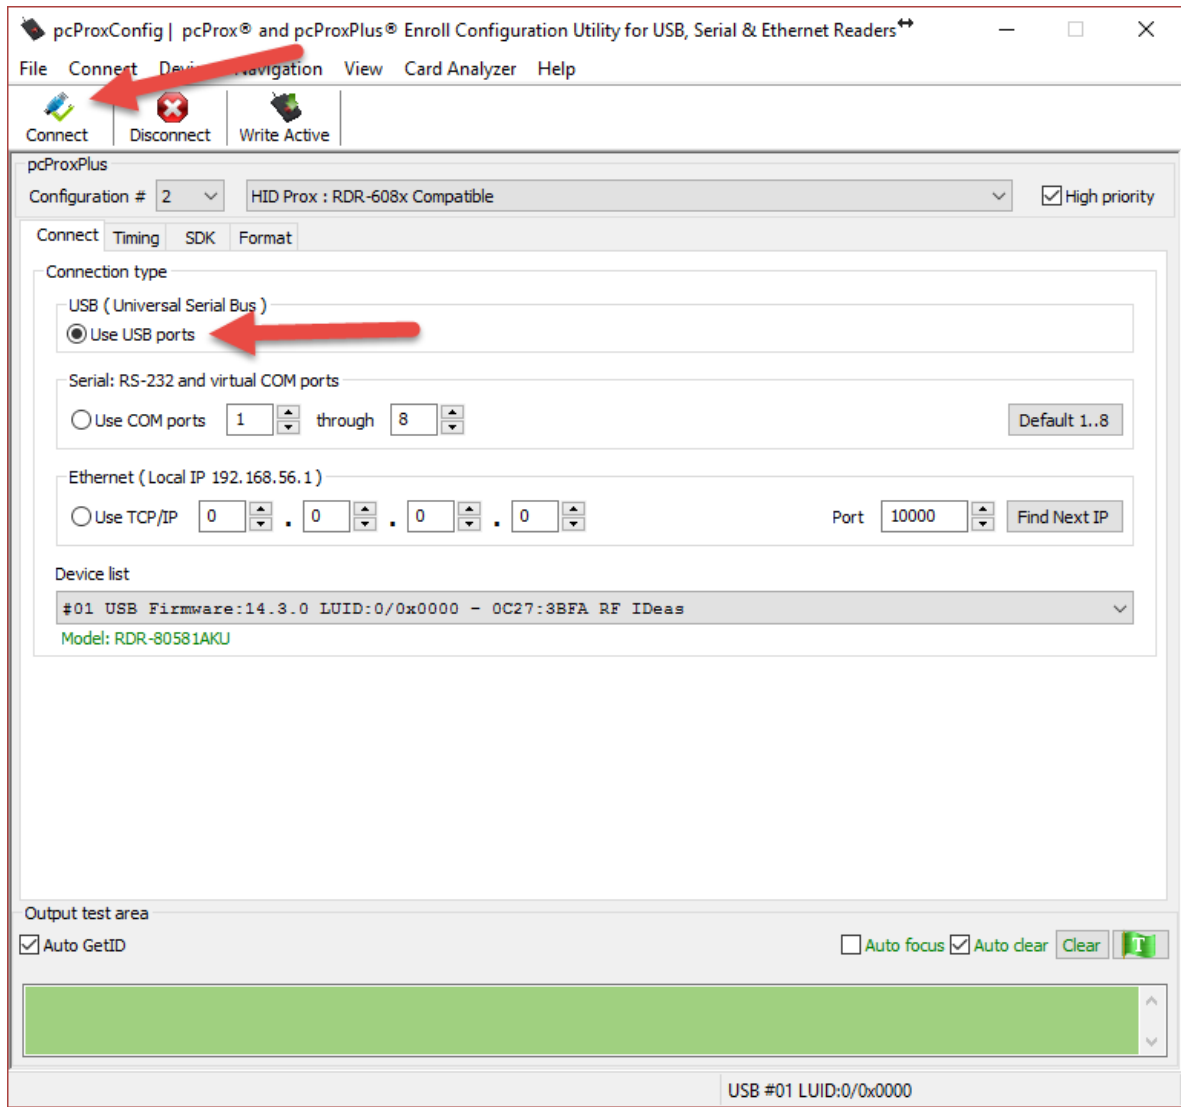 pcProxConfig | pcProx® and pcProxPlus® Enroll Configuration Utility for USB, Serial & Ethernet Readers
File Connect Navigation View Card Analyzer Help
Connect Disconnect Write Active
pcProxPlus
Configuration # 2 HID Prox : RDR-608x Compatible High priority
Connect Timing SDK Format
Connection type
USB ( Universal Serial Bus )
Use USB ports
Serial: RS-232 and virtual COM ports
Use COM ports 1 through 8 Default 1..8
Ethernet ( Local IP 192.168.56.1 )
Use TCP/IP 0 . 0 . 0 . 0 Port 10000 Find Next IP
Device list
#01 USB Firmware:14.3.0 LUID:0/0x0000 - 0C27:3BFA RF IDeas
Model: RDR-80581AKU
Output test area
Auto GetID Auto focus Auto clear Clear T
USB #01 LUID:0/0x0000